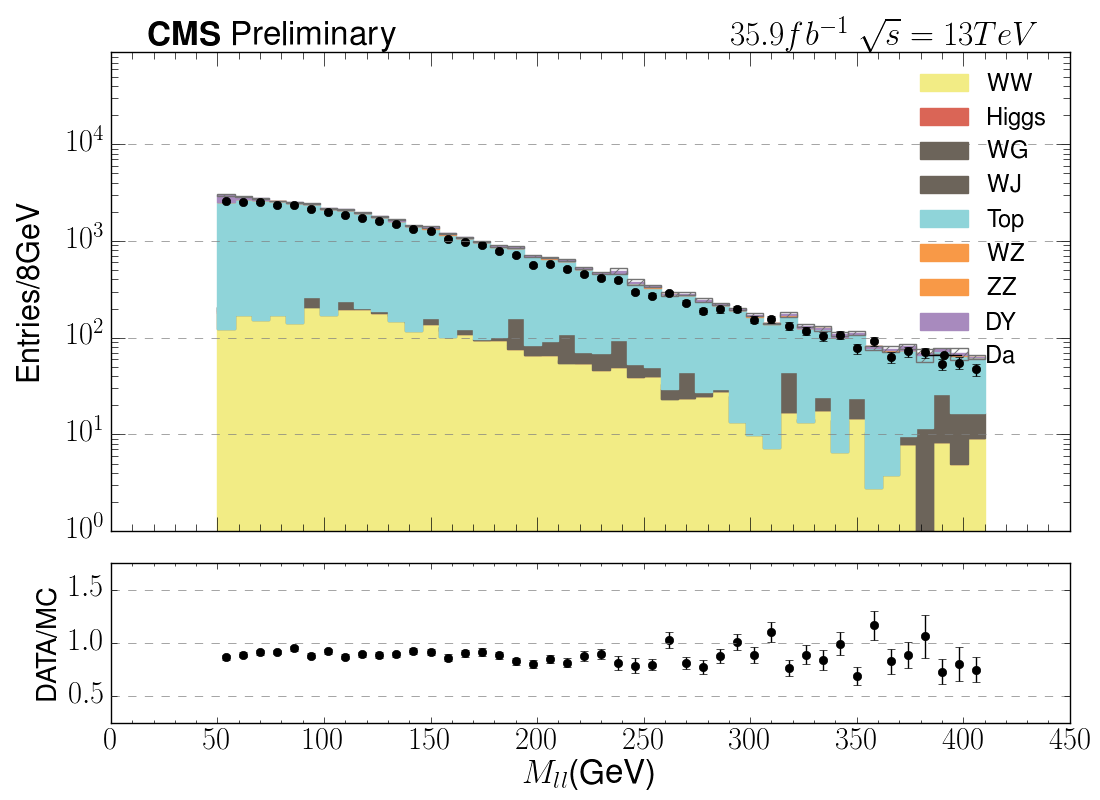 CMS Preliminary
35.9fb⁻¹ √s = 13TeV
Entries/8GeV
10⁴
10³
10²
10¹
10⁰
WW
Higgs
WG
WJ
Top
WZ
ZZ
DY
Da
DATA/MC
1.5
1.0
0.5
0 50 100 150 200 250 300 350 400 450
M_{ll}(GeV)